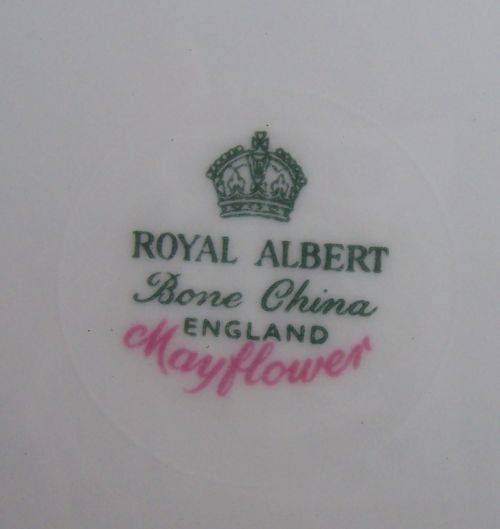 ROYAL ALBERT
Bone China
ENGLAND
Mayflower